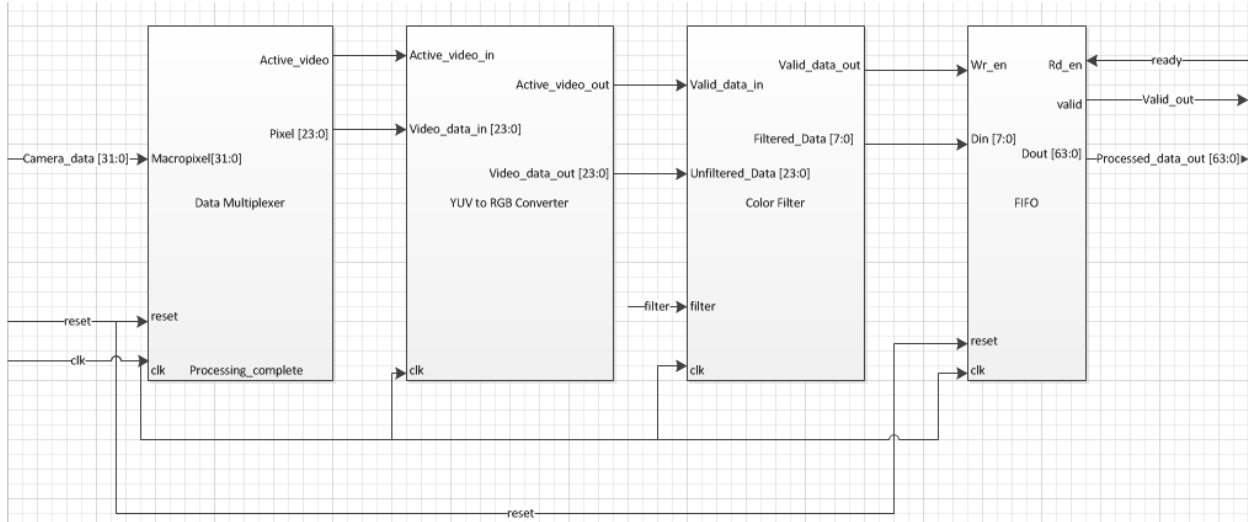 Active_video
Active_video_in
Active_video_out
Valid_data_in
Valid_data_out
Wr_en
Rd_en
ready
valid
Valid_out
Pixel [23:0]
Video_data_in [23:0]
Filtered_Data [7:0]
Din [7:0]
Dout [63:0]
Processed_data_out [63:0]
Camera_data [31:0]
Macropixel[31:0]
Video_data_out [23:0]
Unfiltered_Data [23:0]
Data Multiplexer
YUV to RGB Converter
Color Filter
FIFO
filter
filter
reset
reset
reset
clk
clk
Processing_complete
clk
clk
clk
reset